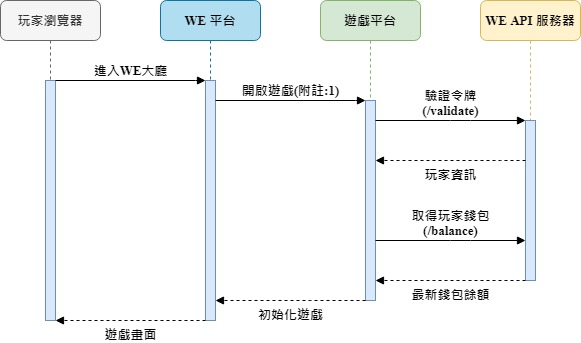 玩家瀏覽器
WE 平台
遊戲平台
WE API 服務器
進入WE大廳
開啟遊戲(附註:1)
驗證令牌
(/validate)
玩家資訊
取得玩家錢包
(/balance)
最新錢包餘額
初始化遊戲
遊戲畫面